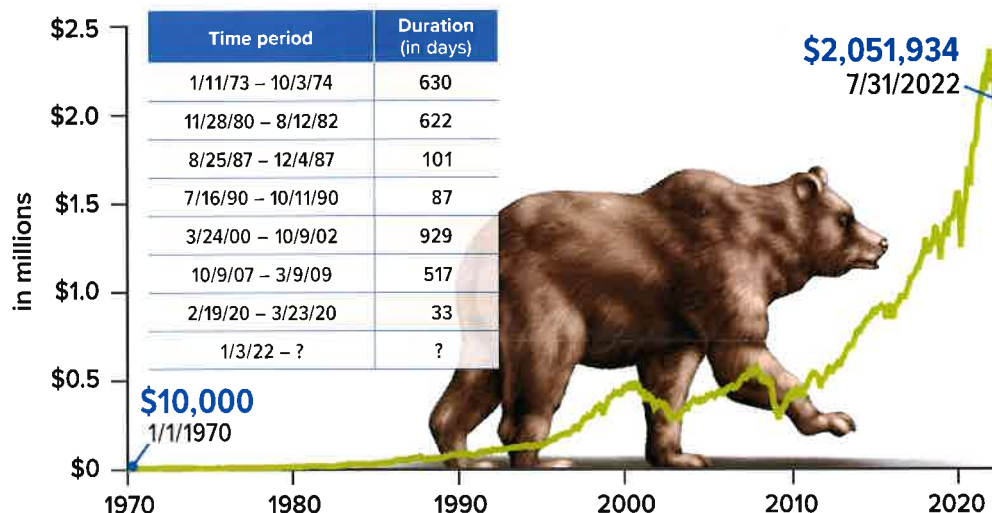 $2.5
$2.0
$1.5
$1.0
$0.5
$0
in millions
Time period Duration (in days)
1/11/73 – 10/3/74 630
11/28/80 – 8/12/82 622
8/25/87 – 12/4/87 101
7/16/90 – 10/11/90 87
3/24/00 – 10/9/02 929
10/9/07 – 3/9/09 517
2/19/20 – 3/23/20 33
1/3/22 – ? ?
$2,051,934
7/31/2022
$10,000
1/1/1970
1970 1980 1990 2000 2010 2020